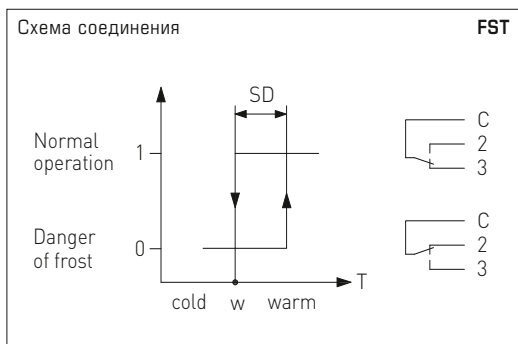 Схема соединения FST
SD
Normal
operation
1
C
2
3
Danger
of frost
0
C
2
3
T
cold w warm